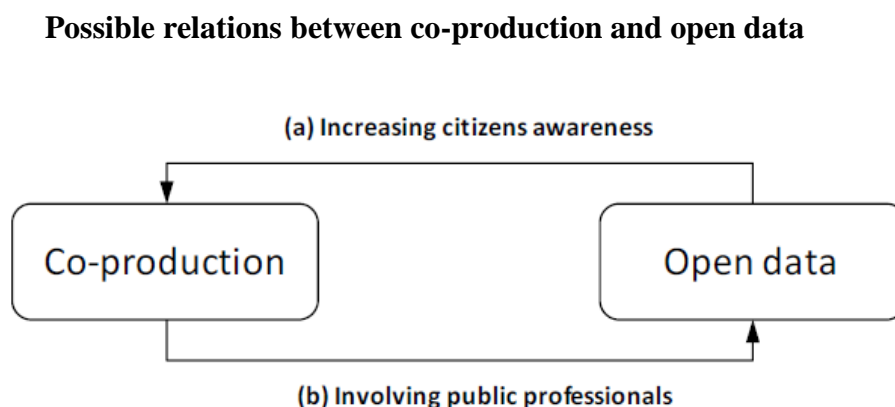 Possible relations between co-production and open data
(a) Increasing citizens awareness
Co-production
Open data
(b) Involving public professionals